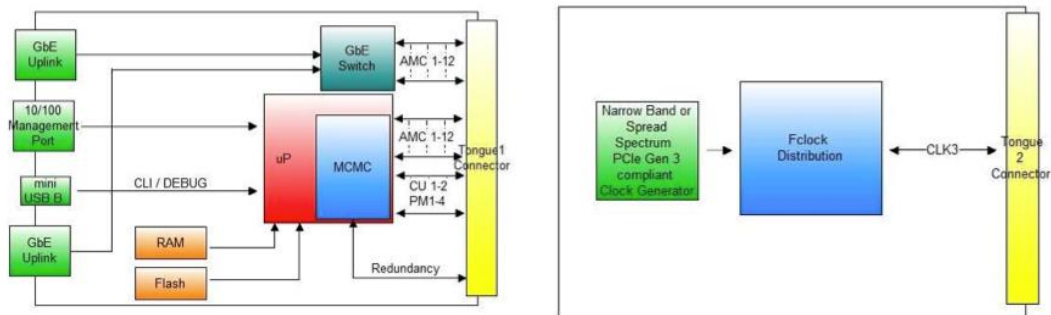 GbE
Uplink
GbE
Switch
AMC 1-12
10/100
Management
Port
uP
MCMC
AMC 1-12
Tongue1
Connector
mini
USB B
CLI / DEBUG
CU 1-2
PM1-4
GbE
Uplink
RAM
Flash
Redundancy
Narrow Band or
Spread
Spectrum
PCIe Gen 3
compliant
Clock Generator
Fclock
Distribution
CLK3
Tongue
2
Connector